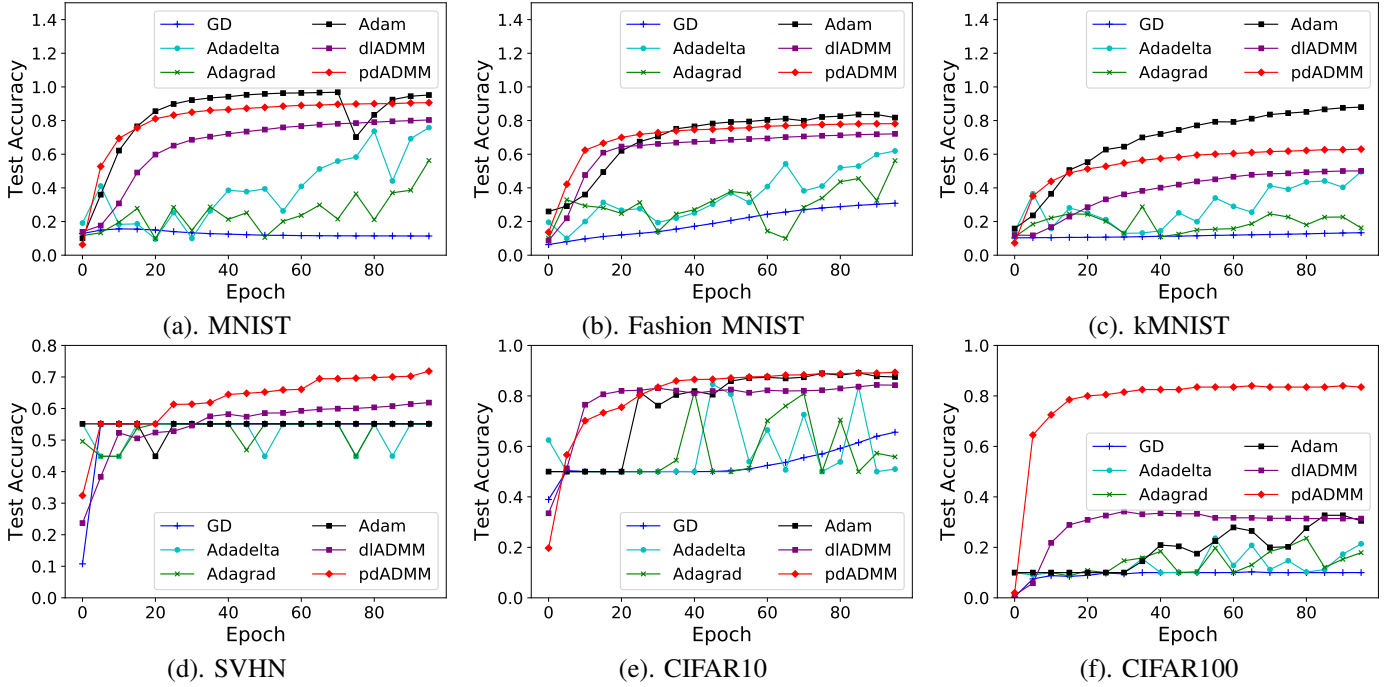 1.4
1.2
1.0
0.8
0.6
0.4
0.2
0.0
Test Accuracy
GD
Adadelta
Adagrad
Adam
dlADMM
pdADMM
0 20 40 60 80
Epoch
(a). MNIST
1.4
1.2
1.0
0.8
0.6
0.4
0.2
0.0
Test Accuracy
GD
Adadelta
Adagrad
Adam
dlADMM
pdADMM
0 20 40 60 80
Epoch
(b). Fashion MNIST
1.4
1.2
1.0
0.8
0.6
0.4
0.2
0.0
Test Accuracy
GD
Adadelta
Adagrad
Adam
dlADMM
pdADMM
0 20 40 60 80
Epoch
(c). kMNIST
0.8
0.7
0.6
0.5
0.4
0.3
0.2
0.1
0.0
Test Accuracy
GD
Adadelta
Adagrad
Adam
dlADMM
pdADMM
0 20 40 60 80
Epoch
(d). SVHN
1.0
0.8
0.6
0.4
0.2
0.0
Test Accuracy
GD
Adadelta
Adagrad
Adam
dlADMM
pdADMM
0 20 40 60 80
Epoch
(e). CIFAR10
1.0
0.8
0.6
0.4
0.2
0.0
Test Accuracy
GD
Adadelta
Adagrad
Adam
dlADMM
pdADMM
0 20 40 60 80
Epoch
(f). CIFAR100